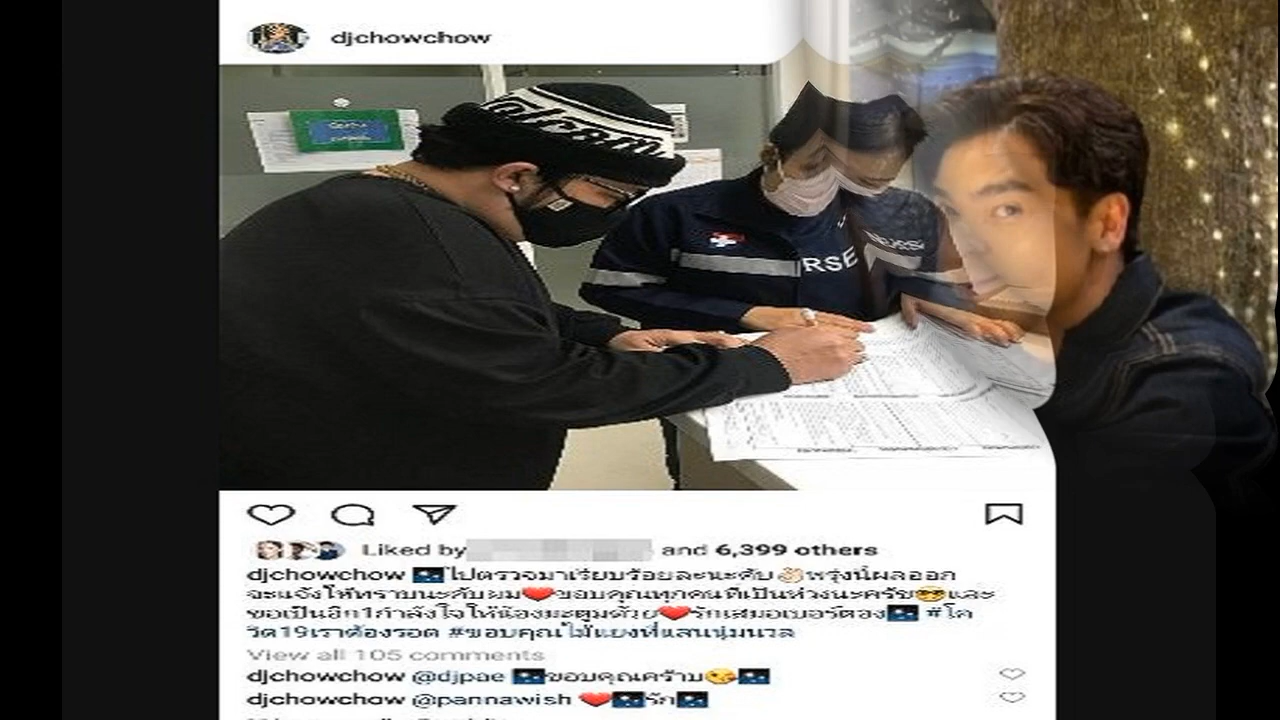 djchowchow
RSE
Liked by and 6,399 others
djchowchow ไปตรวจมาเรียบร้อยละนะคับ👌🏻พรุ่งนี้ผลออก
จะแจ้งให้ทราบนะคับผม❤️ขอบคุณทุกคนที่เป็นห่วงนะครับ😎และ
ขอเป็นอีก1กำลังใจให้น้องมะตูมด้วย❤️รักเสมอเบอร์ตอง #โค
วิด19เราต้องรอด #ขอบคุณไม้แยงที่แสนนุ่มนวล
View all 105 comments
djchowchow @djpae ขอบคุณคร้าบ😘
djchowchow @pannawish ❤️รัก